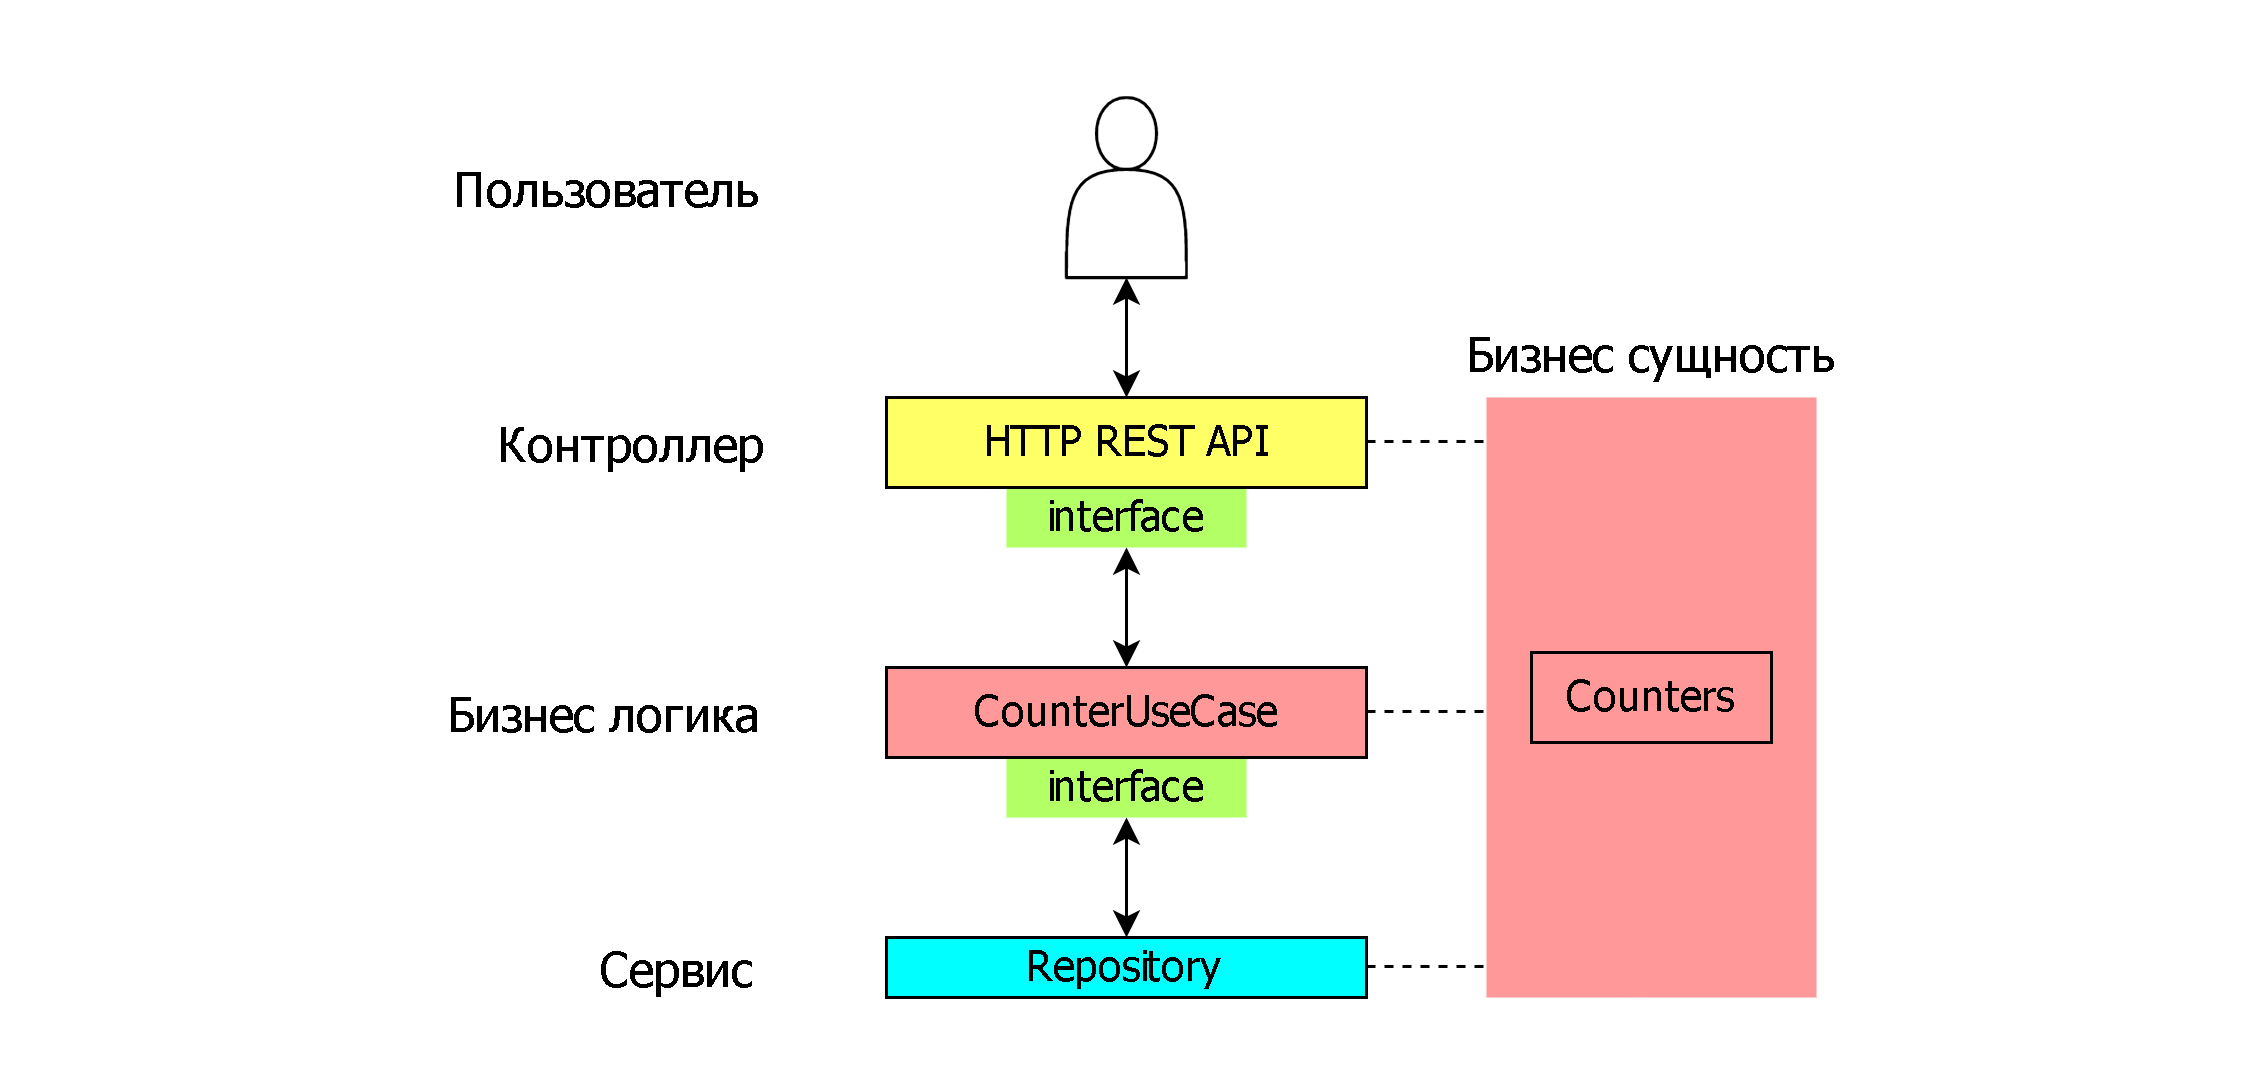 Пользователь
Бизнес сущность
Контроллер
HTTP REST API
interface
Бизнес логика
CounterUseCase
Counters
interface
Сервис
Repository